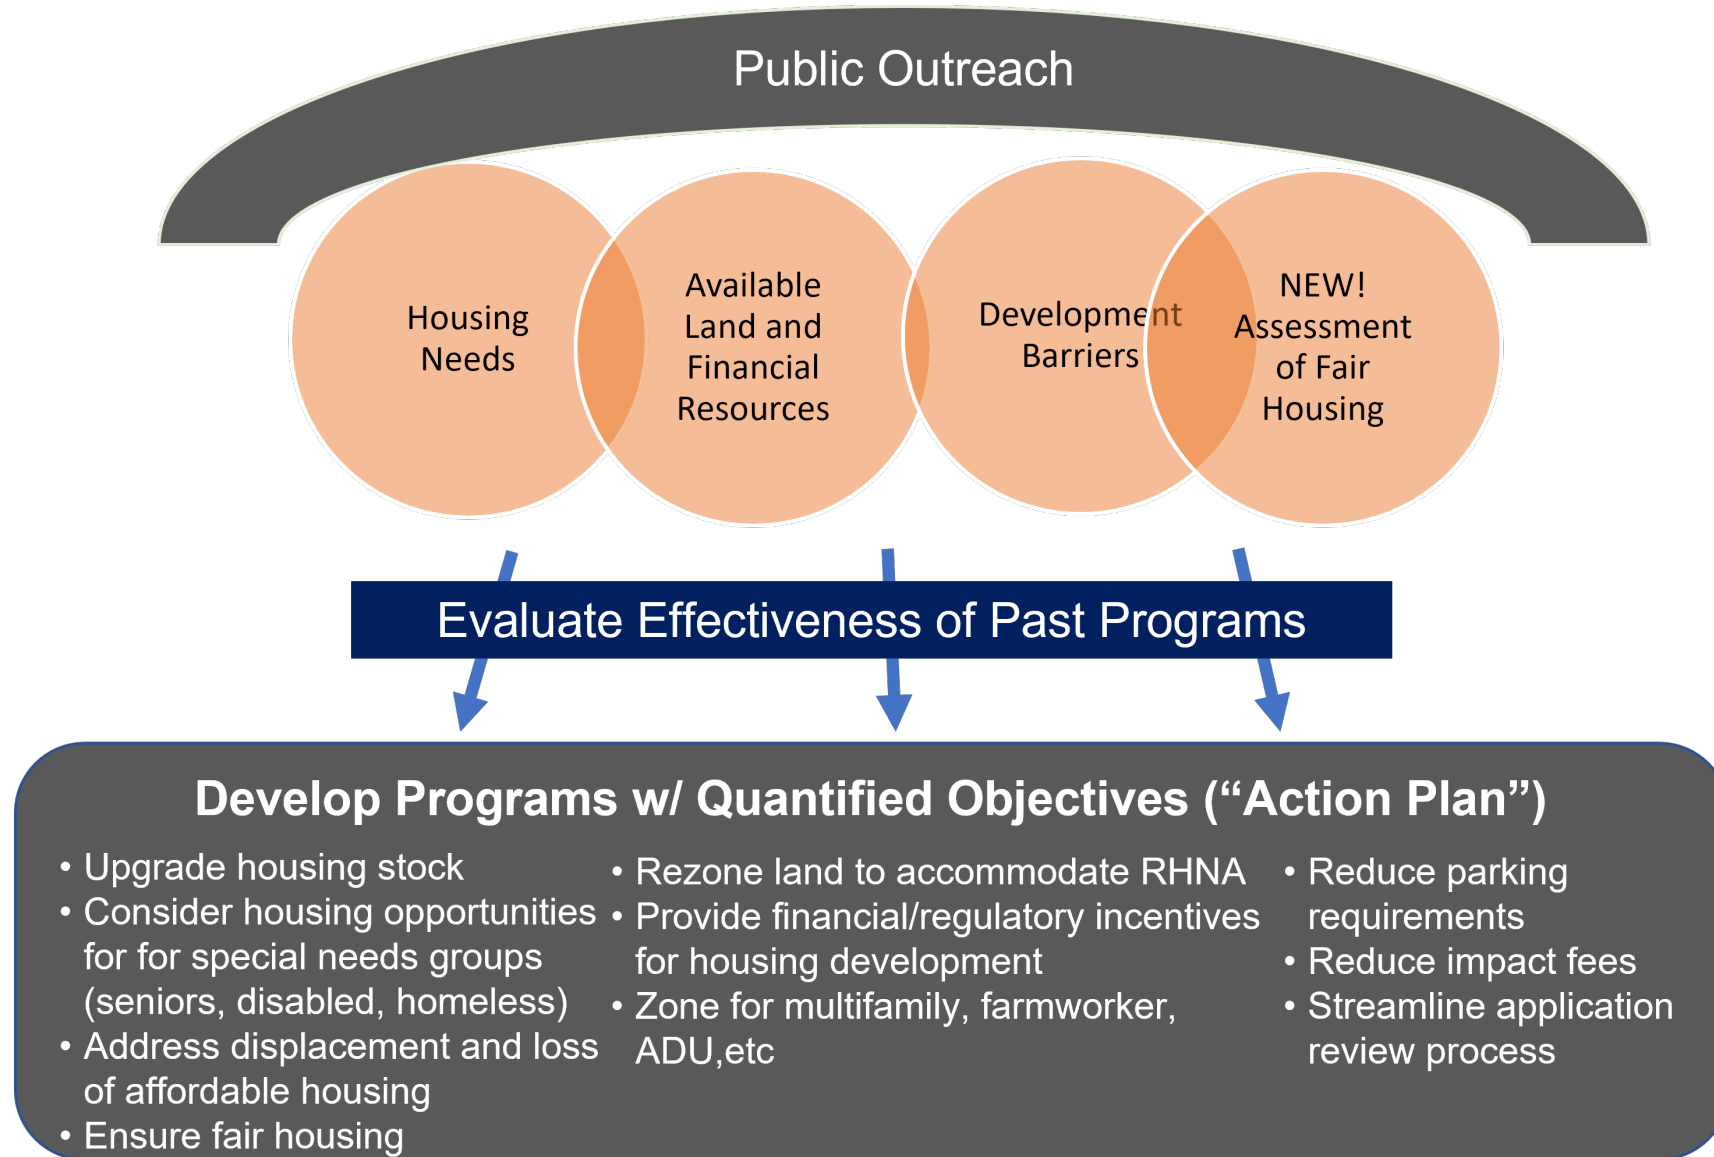 Public Outreach
Housing
Needs
Available
Land and
Financial
Resources
Development
Barriers
NEW!
Assessment
of Fair
Housing
Evaluate Effectiveness of Past Programs
Develop Programs w/ Quantified Objectives (“Action Plan”)
• Upgrade housing stock
• Consider housing opportunities
for for special needs groups
(seniors, disabled, homeless)
• Address displacement and loss
of affordable housing
• Ensure fair housing
• Rezone land to accommodate RHNA
• Provide financial/regulatory incentives
for housing development
• Zone for multifamily, farmworker,
ADU,etc
• Reduce parking
requirements
• Reduce impact fees
• Streamline application
review process